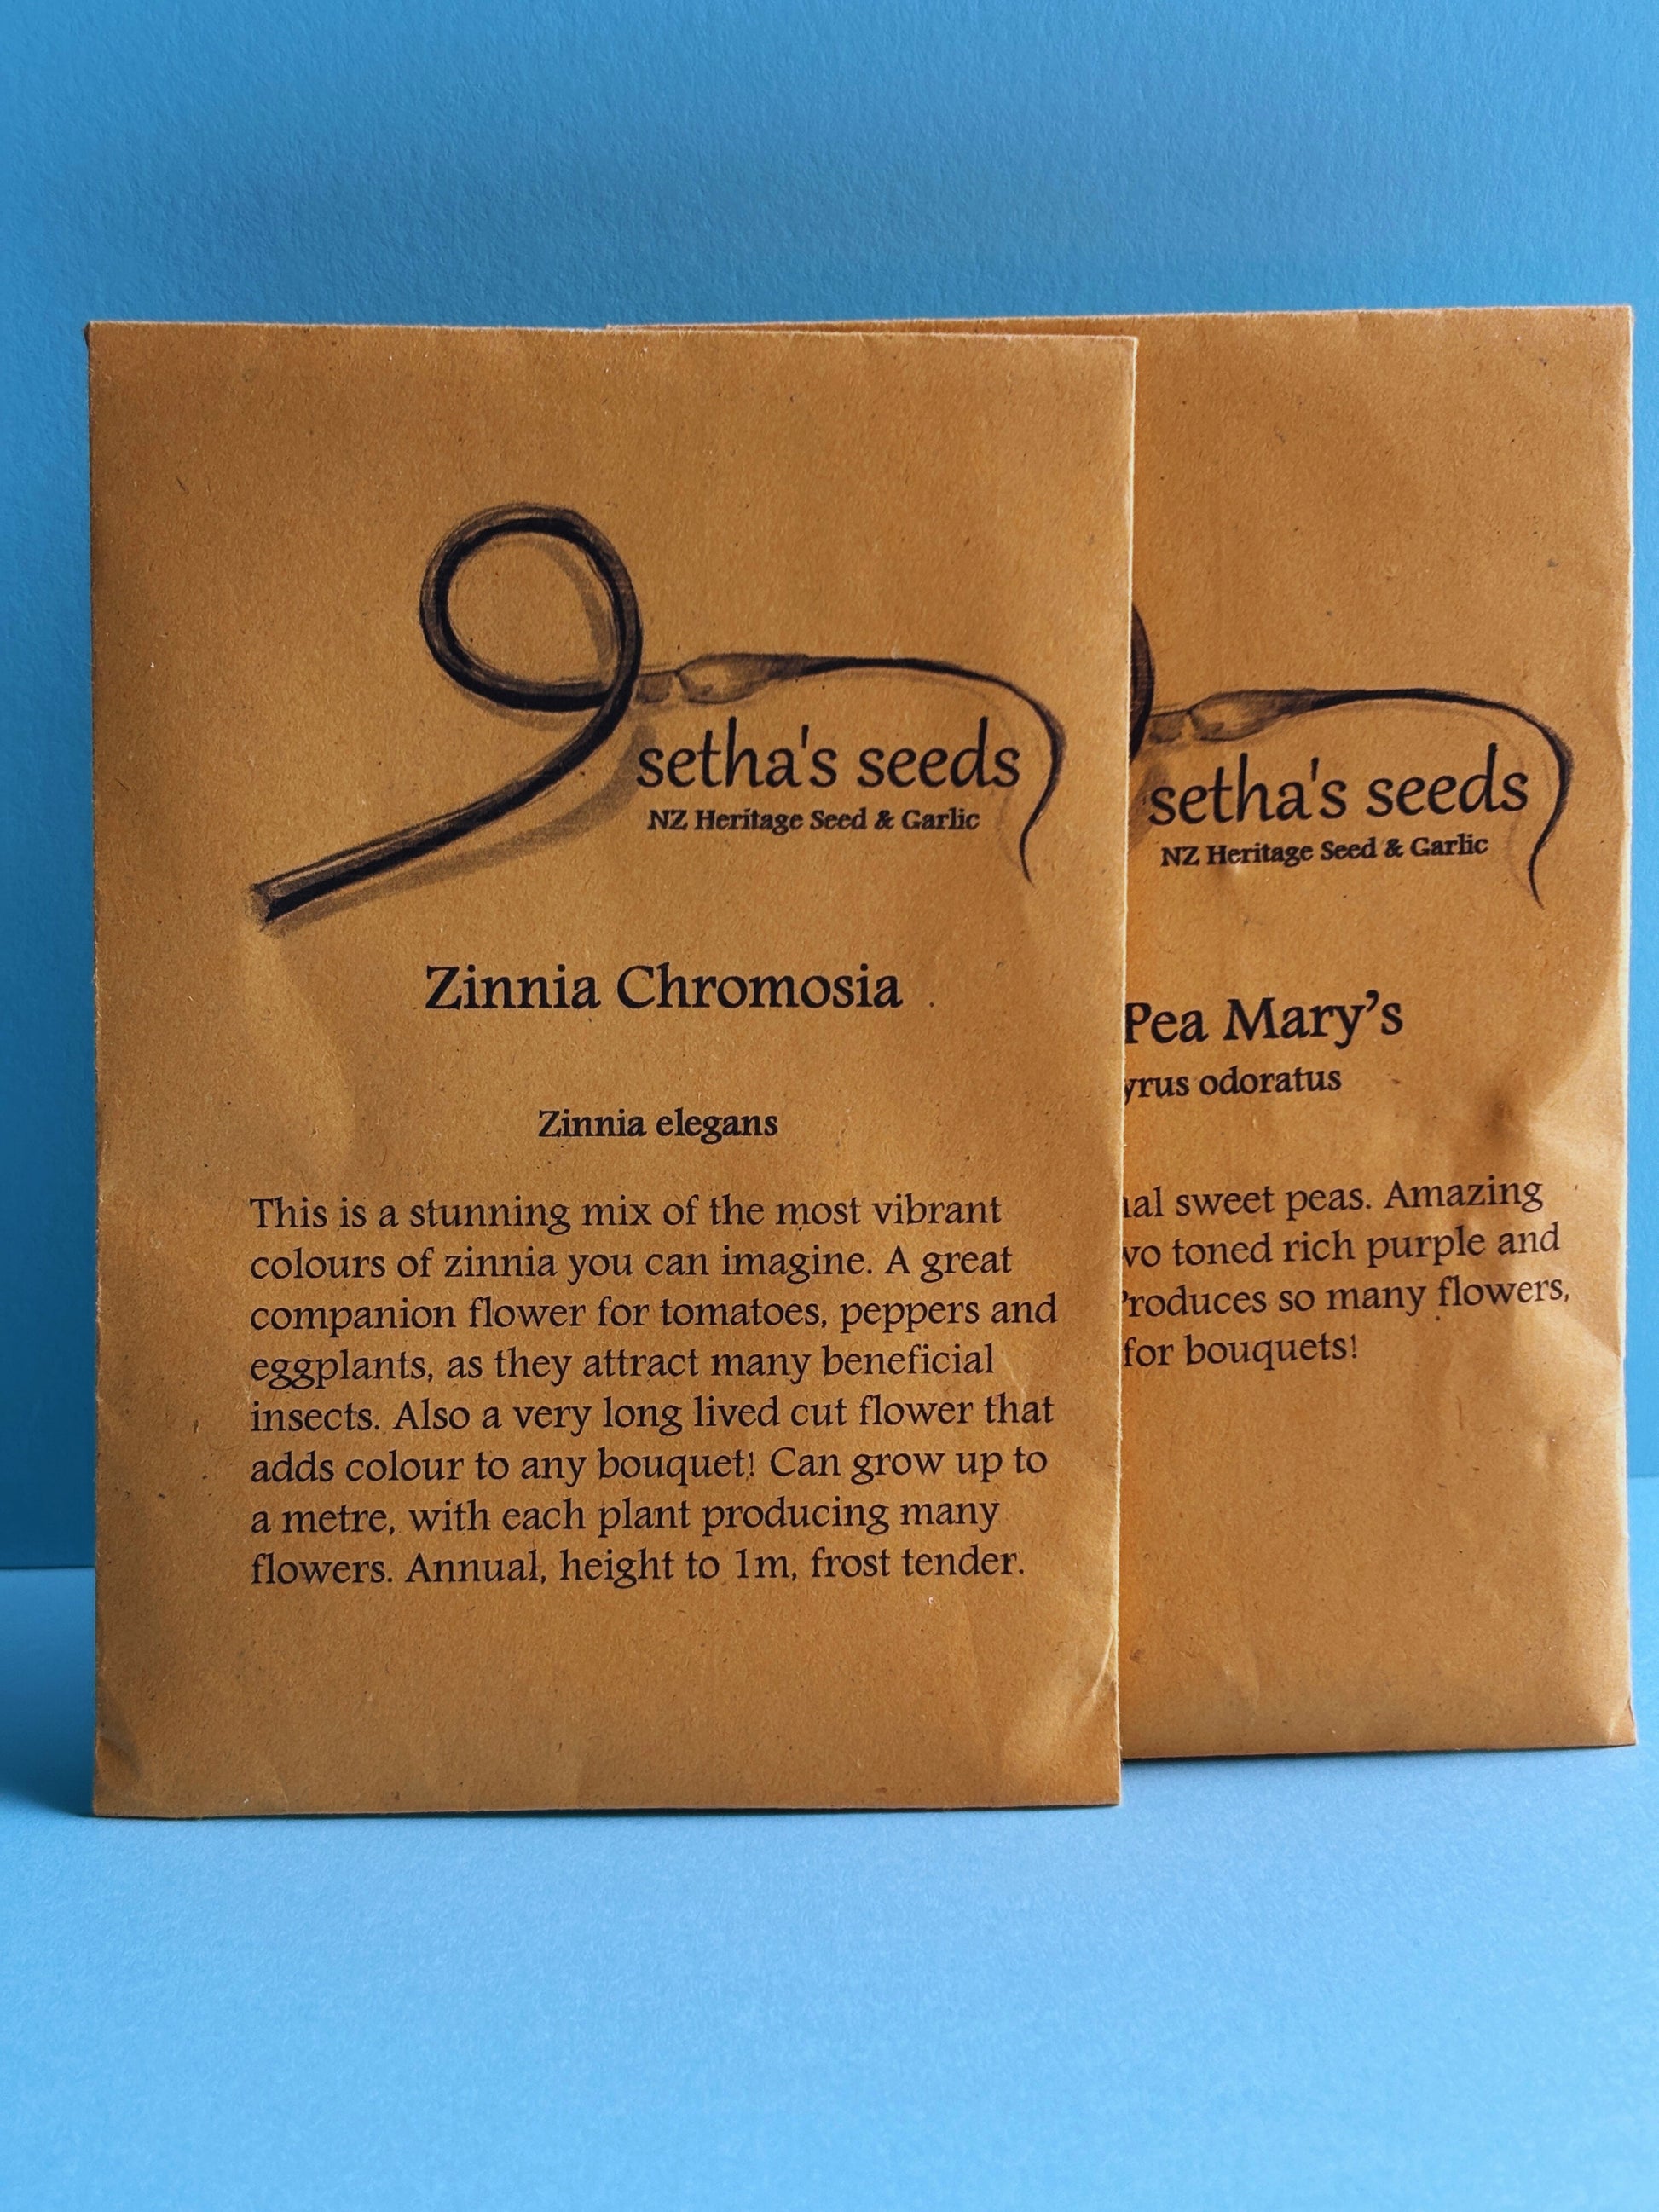 setha's seeds
NZ Heritage Seed & Garlic
Zinnia Chromosia
Zinnia elegans
This is a stunning mix of the most vibrant
colours of zinnia you can imagine. A great
companion flower for tomatoes, peppers and
eggplants, as they attract many beneficial
insects. Also a very long lived cut flower that
adds colour to any bouquet! Can grow up to
a metre, with each plant producing many
flowers. Annual, height to 1m, frost tender.
setha's seeds
NZ Heritage Seed & Garlic
Pea Mary’s
odoratus
sweet peas. Amazing
toned rich purple and
so many flowers,
for bouquets!